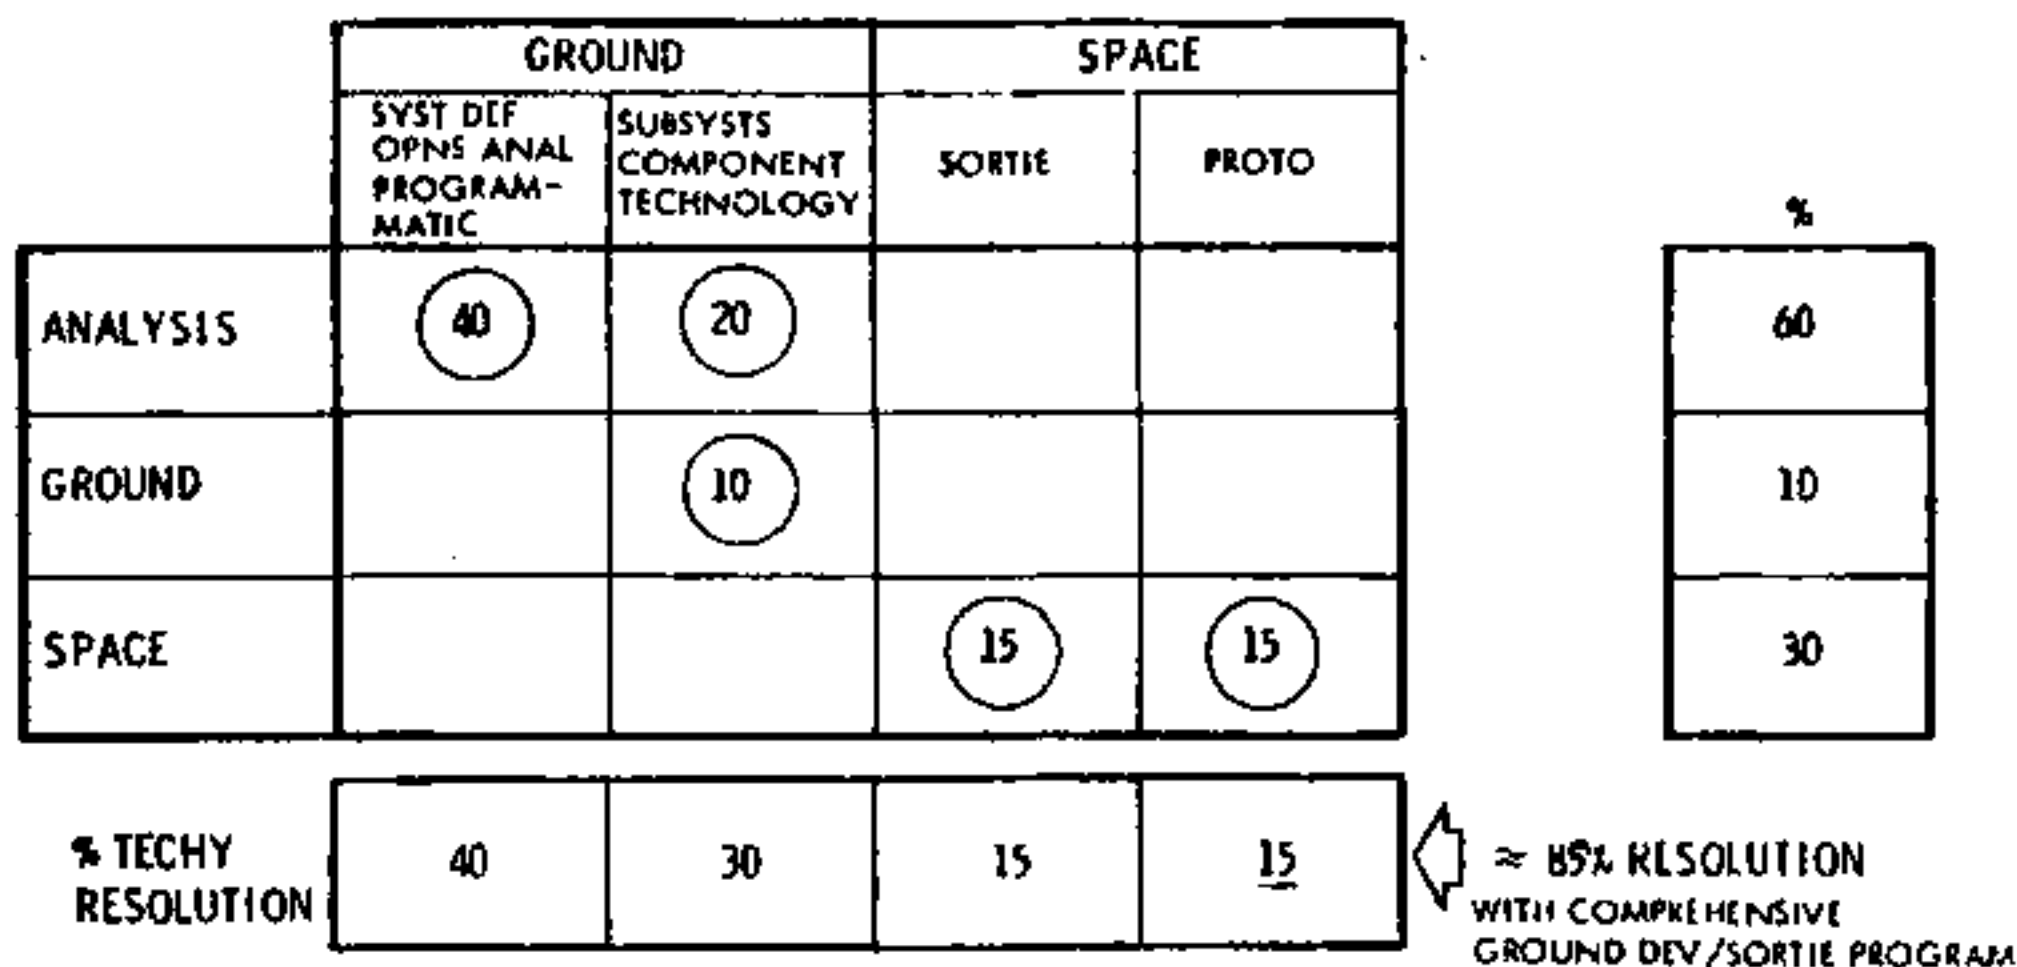 GROUND SPACE
SYST DEF
OPNS ANAL
PROGRAM-
MATIC
SUBSYSTS
COMPONENT
TECHNOLOGY
SORTIE
PROTO
%
ANALYSIS 40 20 60
GROUND 10 10
SPACE 15 15 30
% TECHY
RESOLUTION
40 30 15 15
≈ 85% RESOLUTION
WITH COMPREHENSIVE
GROUND DEV/SORTIE PROGRAM